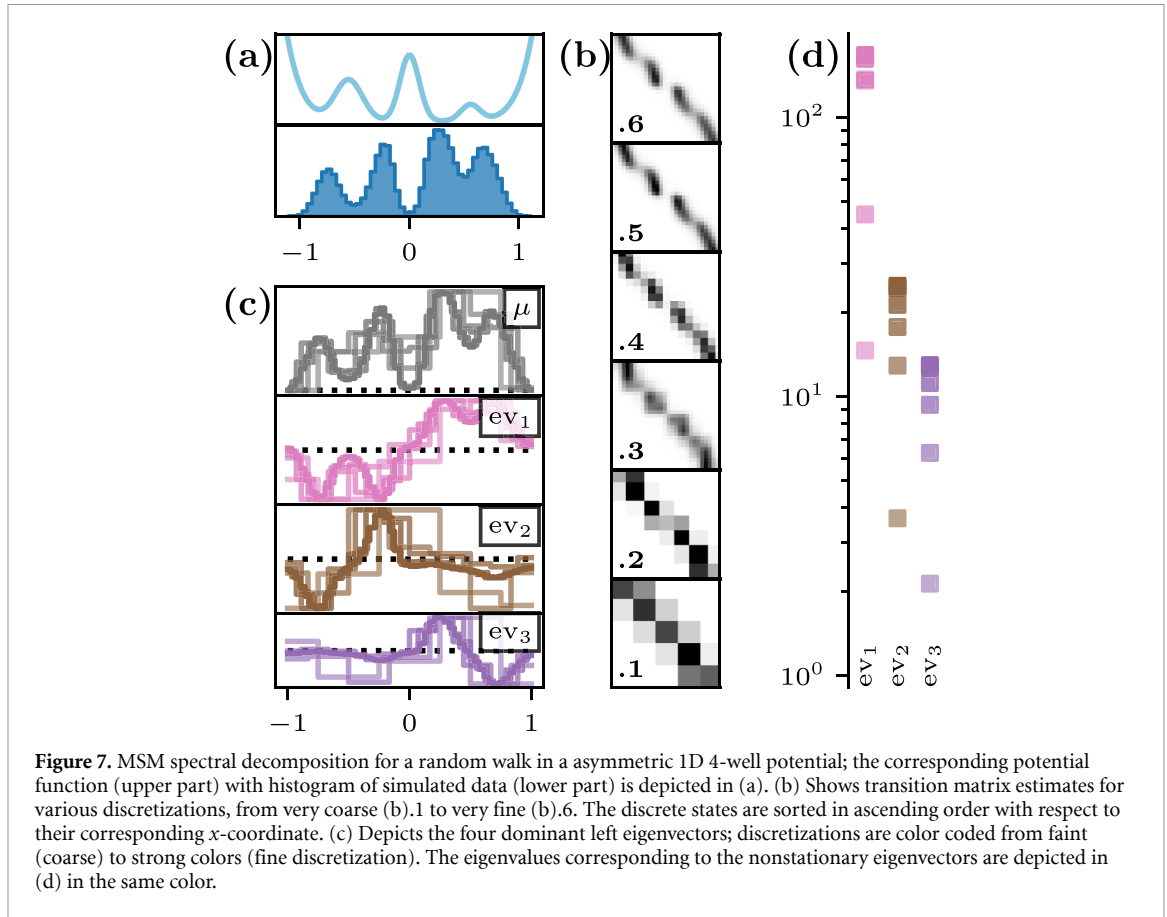 (a)
−1
0
1
(b)
.6
.5
.4
.3
.2
.1
(c)
μ
ev1
ev2
ev3
−1
0
1
(d)
10²
10¹
10⁰
ev1
ev2
ev3
Figure 7. MSM spectral decomposition for a random walk in a asymmetric 1D 4-well potential; the corresponding potential
function (upper part) with histogram of simulated data (lower part) is depicted in (a). (b) Shows transition matrix estimates for
various discretizations, from very coarse (b).1 to very fine (b).6. The discrete states are sorted in ascending order with respect to
their corresponding x-coordinate. (c) Depicts the four dominant left eigenvectors; discretizations are color coded from faint
(coarse) to strong colors (fine discretization). The eigenvalues corresponding to the nonstationary eigenvectors are depicted in
(d) in the same color.